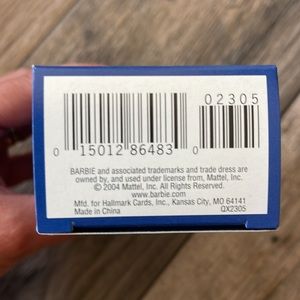 02305
0 15012 86483 0
BARBIE and associated trademarks and trade dress are
owned by, and used under license from, Mattel, Inc.
© 2004 Mattel, Inc. All Rights Reserved.
www.barbie.com
Mfd. for Hallmark Cards, Inc., Kansas City, MO 64141
Made in China
QX2305